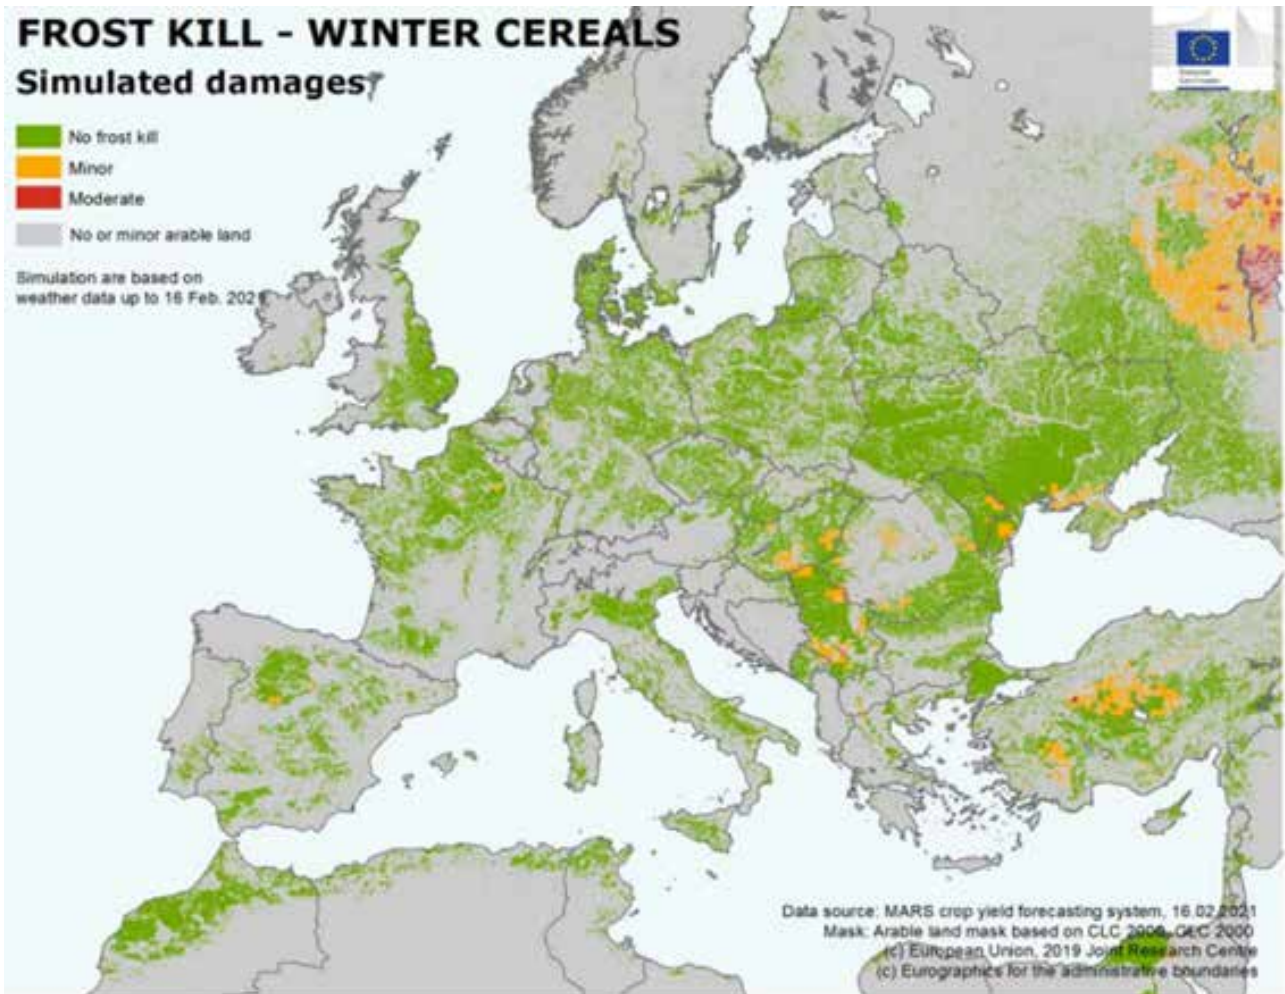 FROST KILL - WINTER CEREALS
Simulated damages
No frost kill
Minor
Moderate
No or minor arable land
Simulation are based on
weather data up to 16 Feb. 2021
Data source: MARS crop yield forecasting system, 16.02.2021
Mask: Arable land mask based on CLC 2000, GLC 2000
(c) European Union, 2019 Joint Research Centre
(c) Eurographics for the administrative boundaries